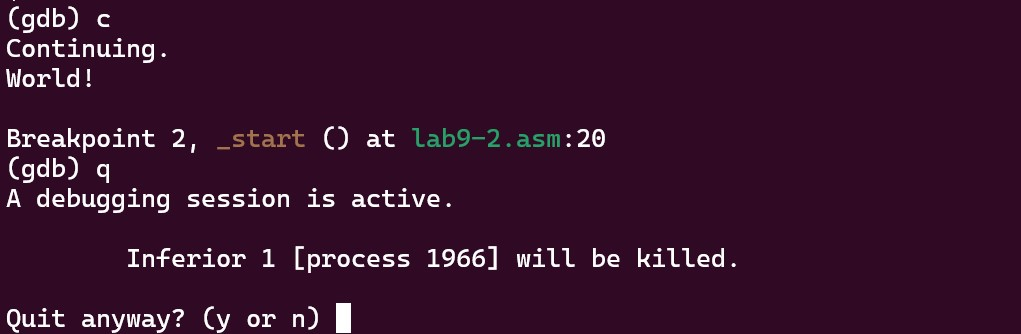 (gdb) c
Continuing.
World!
Breakpoint 2, _start () at lab9-2.asm:20
(gdb) q
A debugging session is active.
Inferior 1 [process 1966] will be killed.
Quit anyway? (y or n)